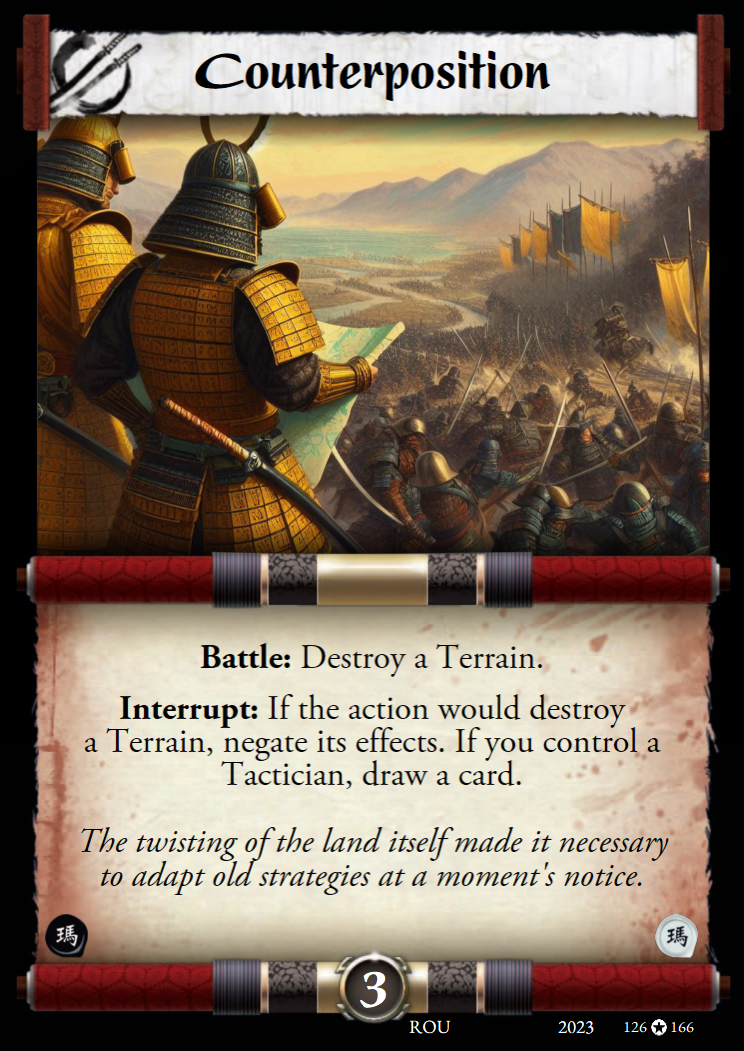 Counterposition
Battle: Destroy a Terrain.
Interrupt: If the action would destroy
a Terrain, negate its effects. If you control a
Tactician, draw a card.
The twisting of the land itself made it necessary
to adapt old strategies at a moment's notice.
瑪 瑪
3
ROU 2023 126 ✪ 166